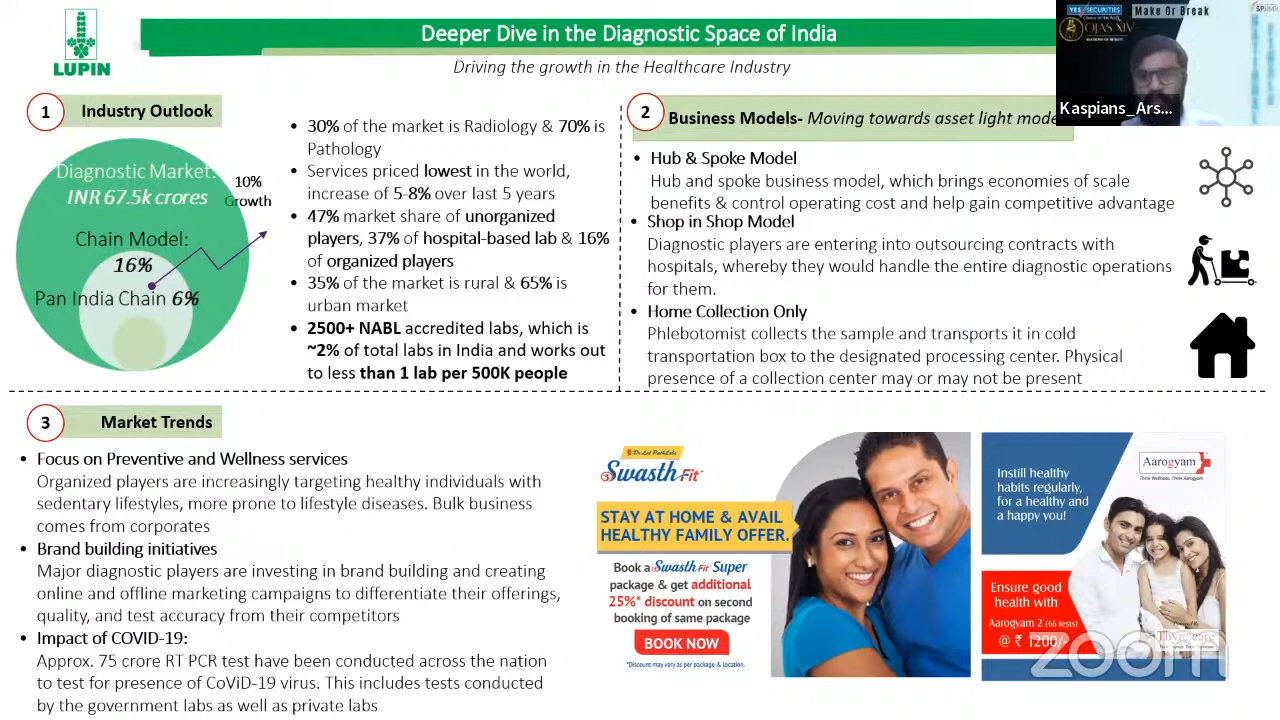 LUPIN
Deeper Dive in the Diagnostic Space of India
Driving the growth in the Healthcare Industry
YES SECURITIES
Make Or Break
OJAS XIV
SPJIMR
Kaspians_Ars...
1
Industry Outlook
Diagnostic Market:
INR 67.5k crores
10%
Growth
Chain Model:
16%
Pan India Chain 6%
• 30% of the market is Radiology & 70% is
Pathology
• Services priced lowest in the world,
increase of 5-8% over last 5 years
• 47% market share of unorganized
players, 37% of hospital-based lab & 16%
of organized players
• 35% of the market is rural & 65% is
urban market
• 2500+ NABL accredited labs, which is
~2% of total labs in India and works out
to less than 1 lab per 500K people
2
Business Models- Moving towards asset light mode
• Hub & Spoke Model
Hub and spoke business model, which brings economies of scale
benefits & control operating cost and help gain competitive advantage
• Shop in Shop Model
Diagnostic players are entering into outsourcing contracts with
hospitals, whereby they would handle the entire diagnostic operations
for them.
• Home Collection Only
Phlebotomist collects the sample and transports it in cold
transportation box to the designated processing center. Physical
presence of a collection center may or may not be present
3
Market Trends
• Focus on Preventive and Wellness services
Organized players are increasingly targeting healthy individuals with
sedentary lifestyles, more prone to lifestyle diseases. Bulk business
comes from corporates
• Brand building initiatives
Major diagnostic players are investing in brand building and creating
online and offline marketing campaigns differentiate their offerings,
quality, and test accuracy from their competitors
• Impact of COVID-19:
Approx. 75 crore RT PCR test have been conducted across the nation
to test for presence of CoViD-19 virus. This includes tests conducted
by the government labs as well as private labs
Dr Lal PathLabs
Swasth Fit
STAY AT HOME & AVAIL
HEALTHY FAMILY OFFER.
Book a Swasth Fit Super
package & get additional
25%* discount on second
booking of same package
BOOK NOW
*Discount may vary as per package & location.
Aarogyam
Think Wellness, Think Aarogyam
Instill healthy
habits regularly,
for a healthy and
a happy you!
Ensure good
health with
Aarogyam 2 (66 tests)
@ ₹ 1200/-
Thyrocare
zoom